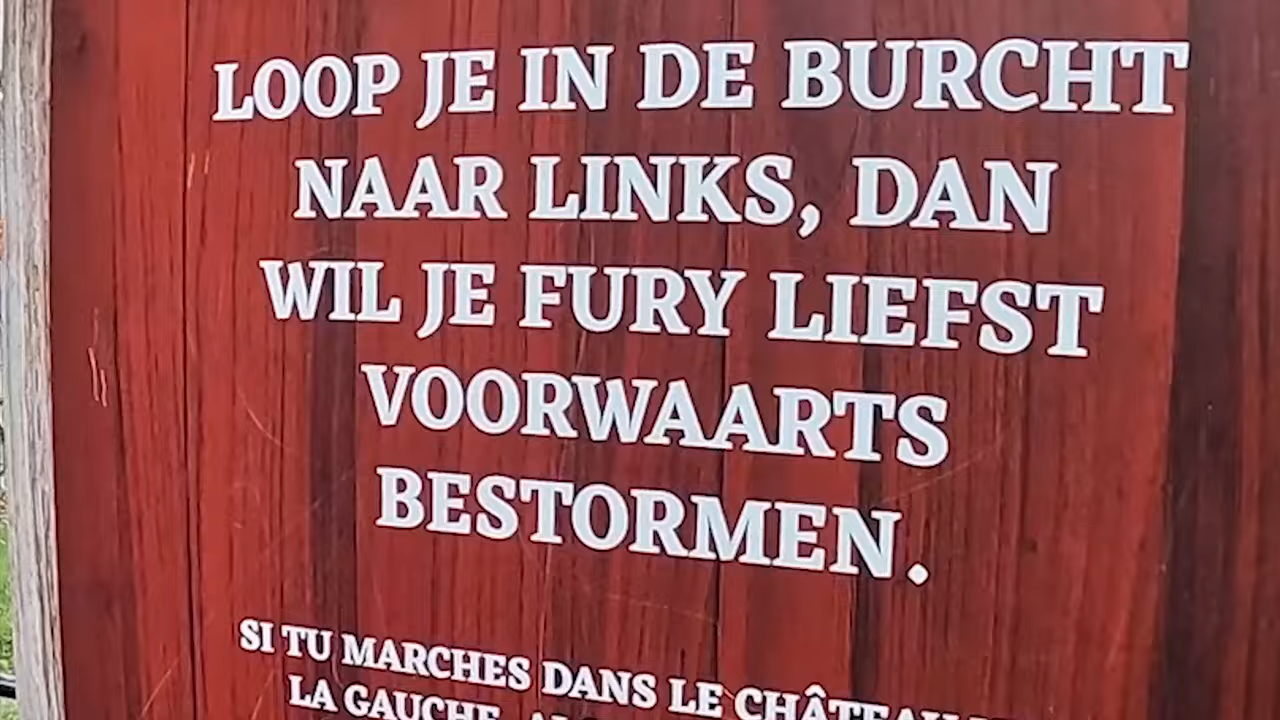 LOOP JE IN DE BURCHT
NAAR LINKS, DAN
WIL JE FURY LIEFST
VOORWAARTS
BESTORMEN.
SI TU MARCHES DANS LE CHÂTEAU
LA GAUCHE,